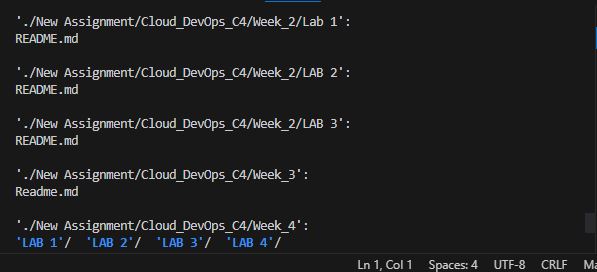 './New Assignment/Cloud_DevOps_C4/Week_2/Lab 1':
README.md
'./New Assignment/Cloud_DevOps_C4/Week_2/LAB 2':
README.md
'./New Assignment/Cloud_DevOps_C4/Week_2/LAB 3':
README.md
'./New Assignment/Cloud_DevOps_C4/Week_3':
Readme.md
'./New Assignment/Cloud_DevOps_C4/Week_4':
'LAB 1'/  'LAB 2'/  'LAB 3'/  'LAB 4'/
Ln 1, Col 1  Spaces: 4  UTF-8  CRLF